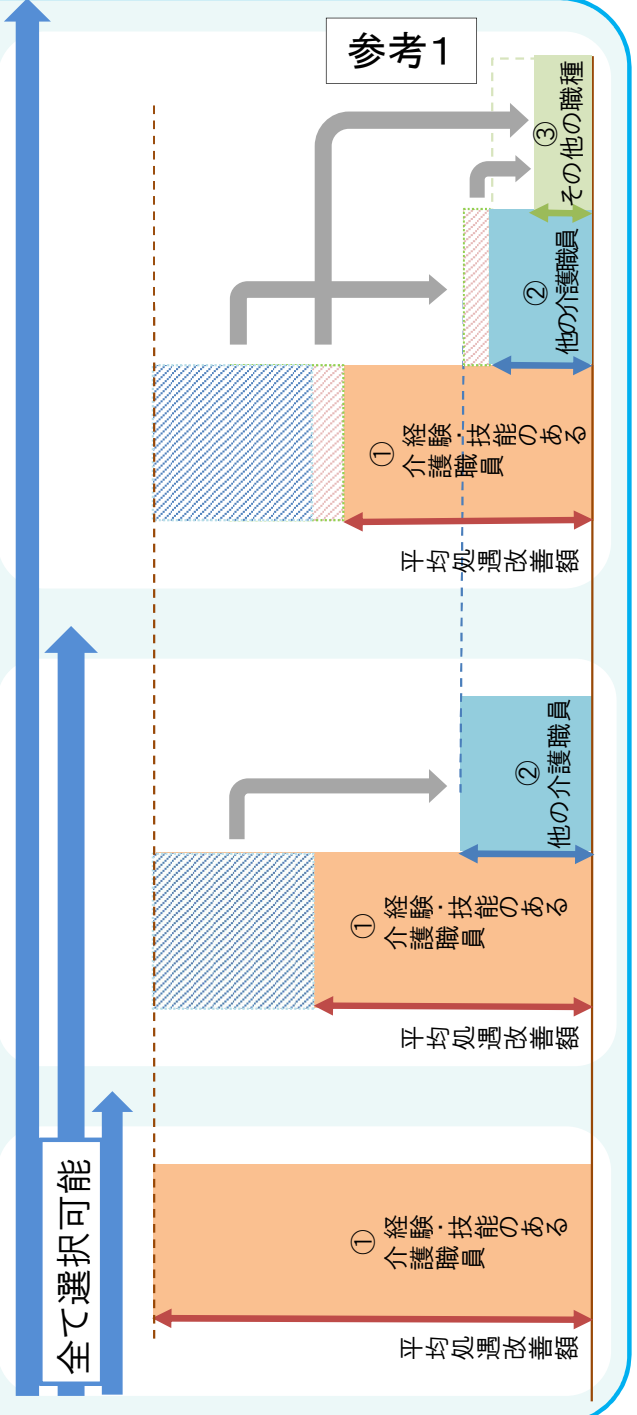 参考1
全て選択可能
平均処遇改善額
① 経験・技能のある
介護職員
平均処遇改善額
① 経験・技能のある
介護職員
②
他の介護職員
平均処遇改善額
① 経験・技能のある
介護職員
②
他の介護職員
③
その他の職種